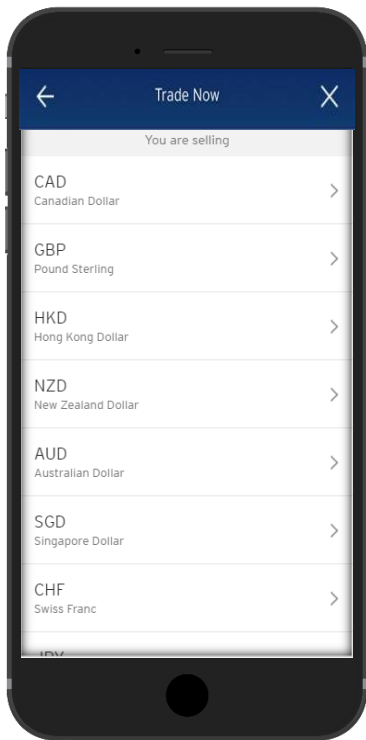 Trade Now
You are selling
CAD
Canadian Dollar
GBP
Pound Sterling
HKD
Hong Kong Dollar
NZD
New Zealand Dollar
AUD
Australian Dollar
SGD
Singapore Dollar
CHF
Swiss Franc
JPY